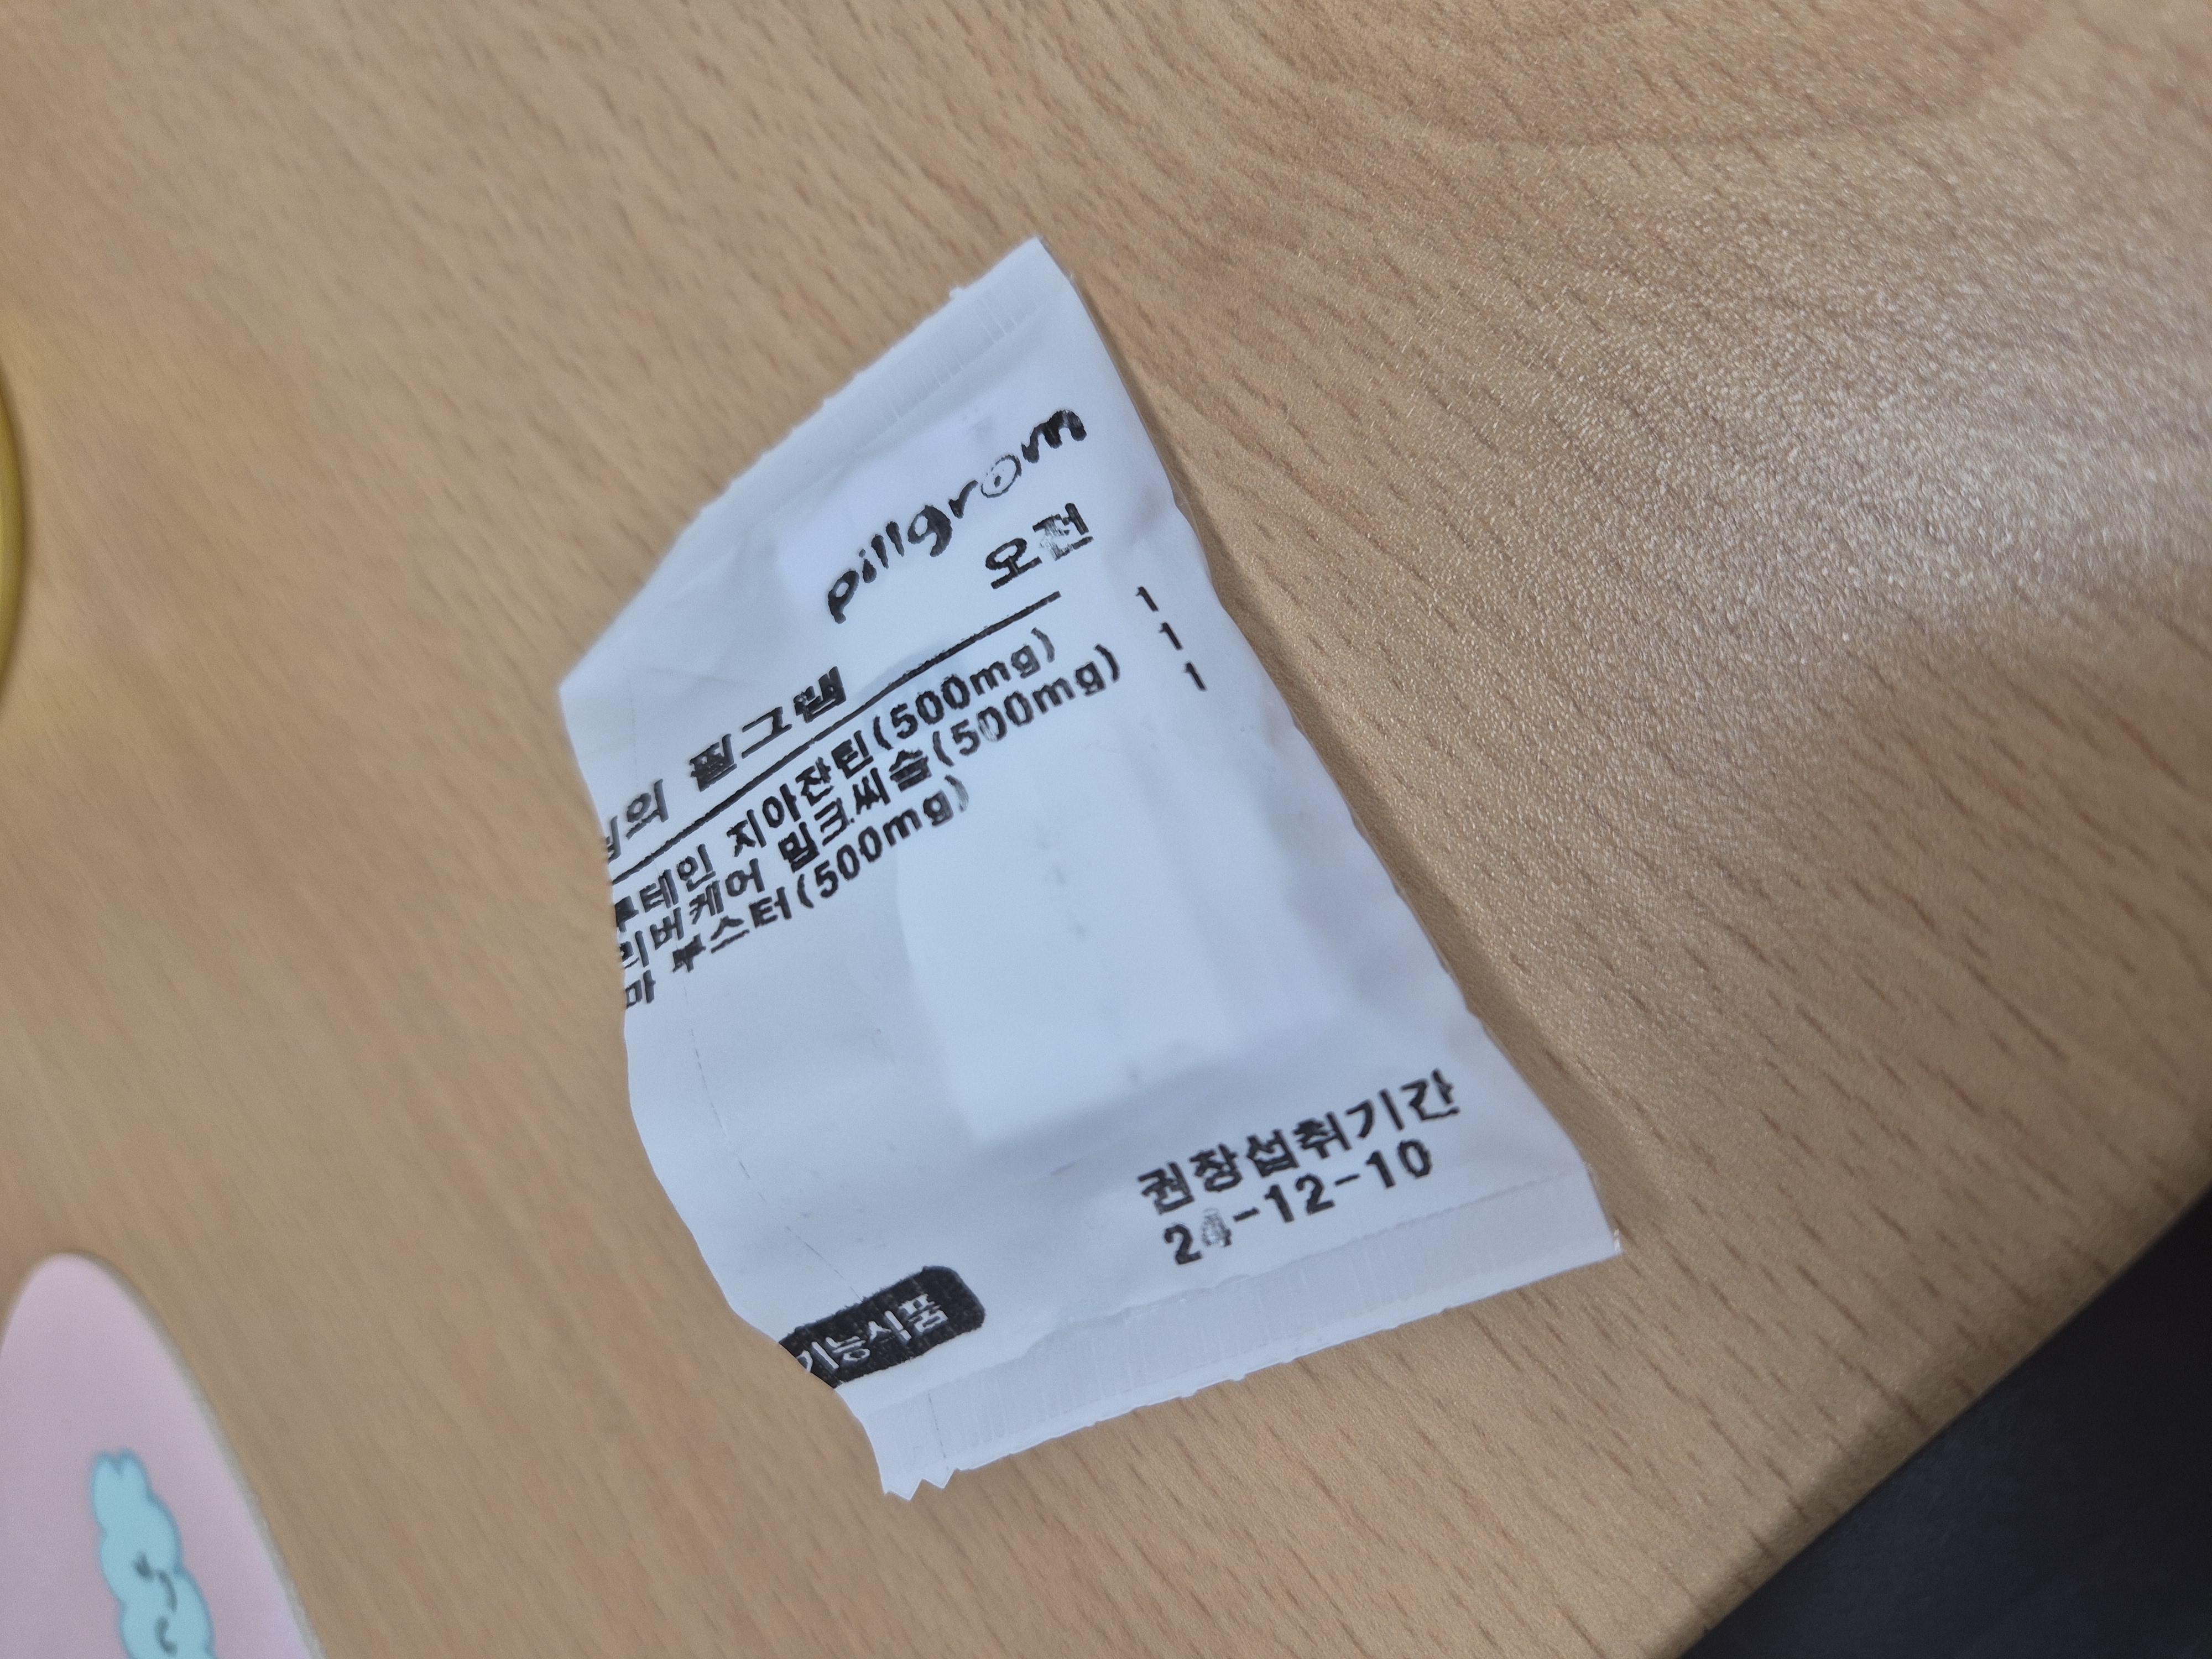 pillgram
오전
의 필그램
루테인 지아잔틴(500mg) 1
리버케어 밀크씨슬(500mg) 1
마 부스터(500mg) 1
권장섭취기간
24-12-10
기능식품